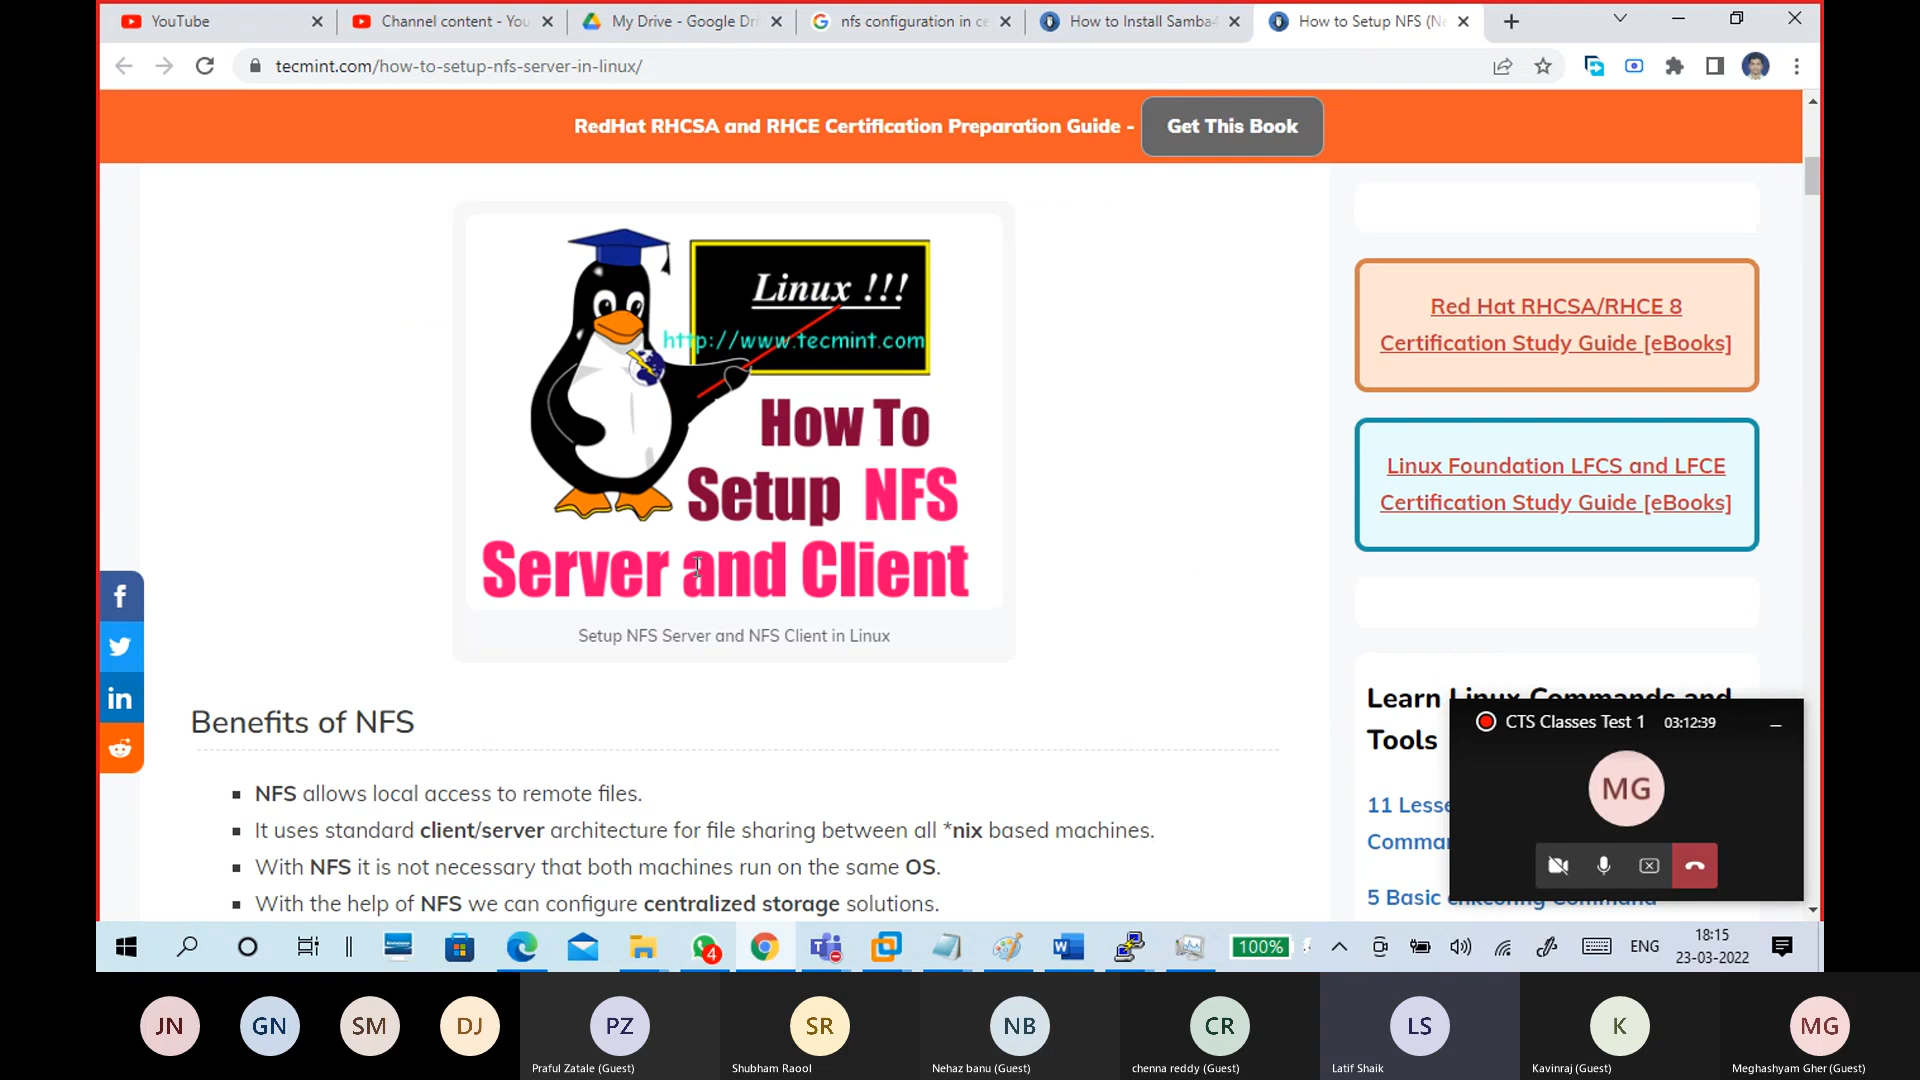 YouTube
Channel content - You
My Drive - Google Dri
nfs configuration in ce
How to Install Samba4
How to Setup NFS (Ne
tecmint.com/how-to-setup-nfs-server-in-linux/
RedHat RHCSA and RHCE Certification Preparation Guide -
Get This Book
Linux !!!
http://www.tecmint.com
How To
Setup NFS
Server and Client
Setup NFS Server and NFS Client in Linux
Benefits of NFS
NFS allows local access to remote files.
It uses standard client/server architecture for file sharing between all *nix based machines.
With NFS it is not necessary that both machines run on the same OS.
With the help of NFS we can configure centralized storage solutions.
Red Hat RHCSA/RHCE 8
Certification Study Guide [eBooks]
Linux Foundation LFCS and LFCE
Certification Study Guide [eBooks]
Learn Linux Commands and
Tools
11 Lesse
Comman
5 Basic
CTS Classes Test 1 03:12:39
MG
4
100%
ENG
18:15
23-03-2022
JN
GN
SM
DJ
PZ
Praful Zatale (Guest)
SR
Shubham Raool
NB
Nehaz banu (Guest)
CR
chenna reddy (Guest)
LS
Latif Shaik
K
Kavinraj (Guest)
MG
Meghashyam Gher (Guest)